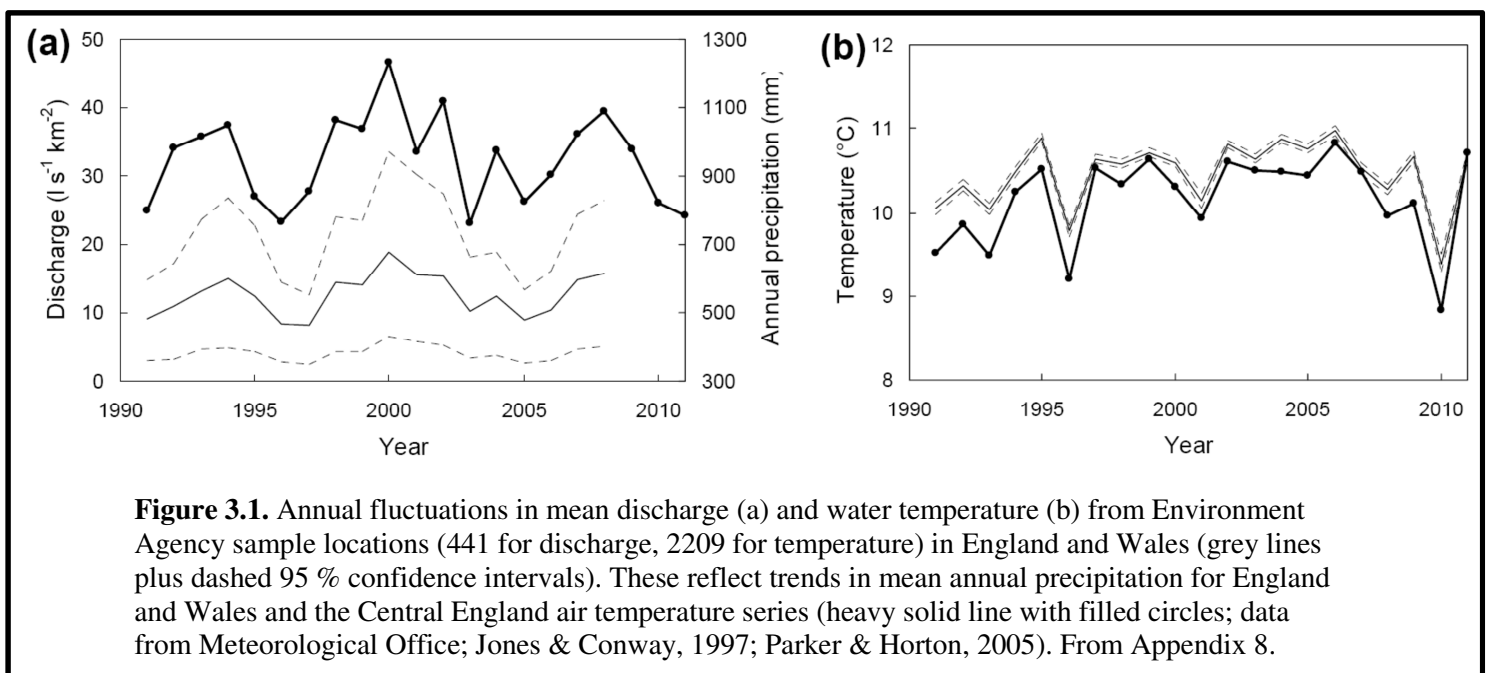 (a)
50
40
30
20
10
0
Discharge (l s⁻¹ km⁻²)
1300
1100
900
700
500
300
Annual precipitation (mm)
1990
1995
2000
2005
2010
Year
(b)
12
11
10
9
8
Temperature (°C)
1990
1995
2000
2005
2010
Year
Figure 3.1. Annual fluctuations in mean discharge (a) and water temperature (b) from Environment
Agency sample locations (441 for discharge, 2209 for temperature) in England and Wales (grey lines
plus dashed 95 % confidence intervals). These reflect trends in mean annual precipitation for England
and Wales and the Central England air temperature series (heavy solid line with filled circles; data
from Meteorological Office; Jones & Conway, 1997; Parker & Horton, 2005). From Appendix 8.